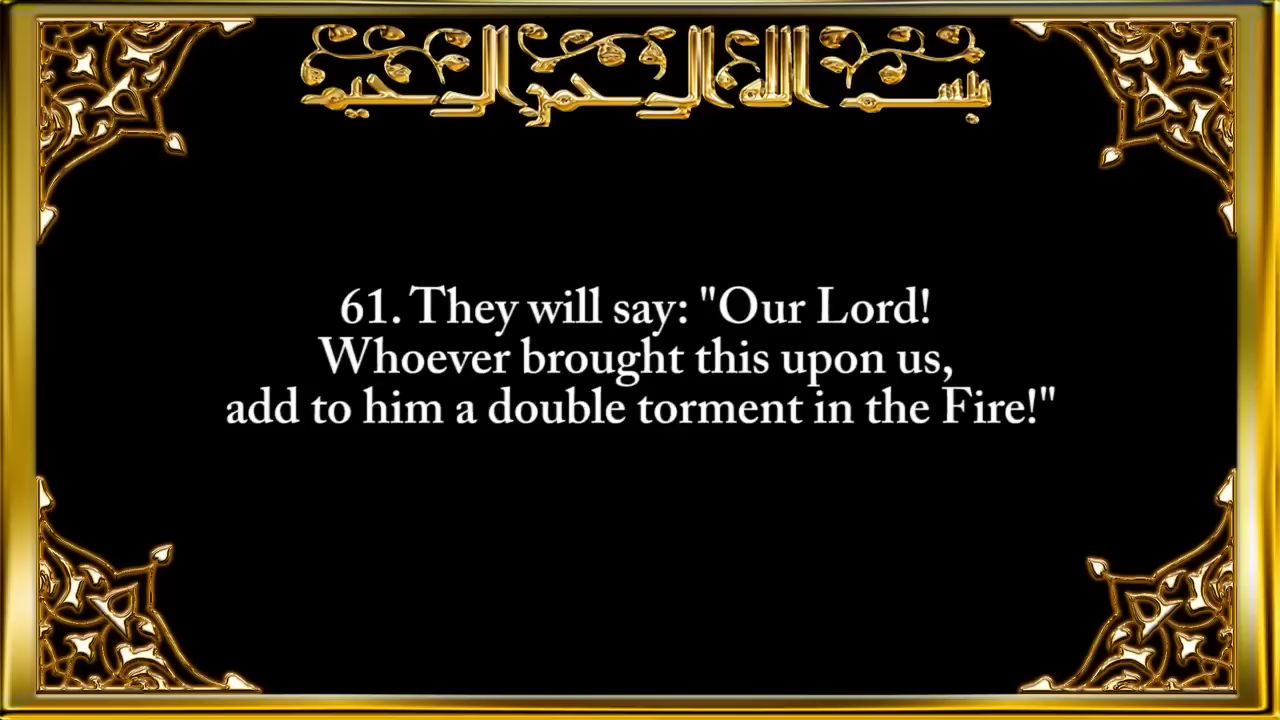 بسم الله الرحمن الرحيم
61. They will say: "Our Lord!
Whoever brought this upon us,
add to him a double torment in the Fire!"